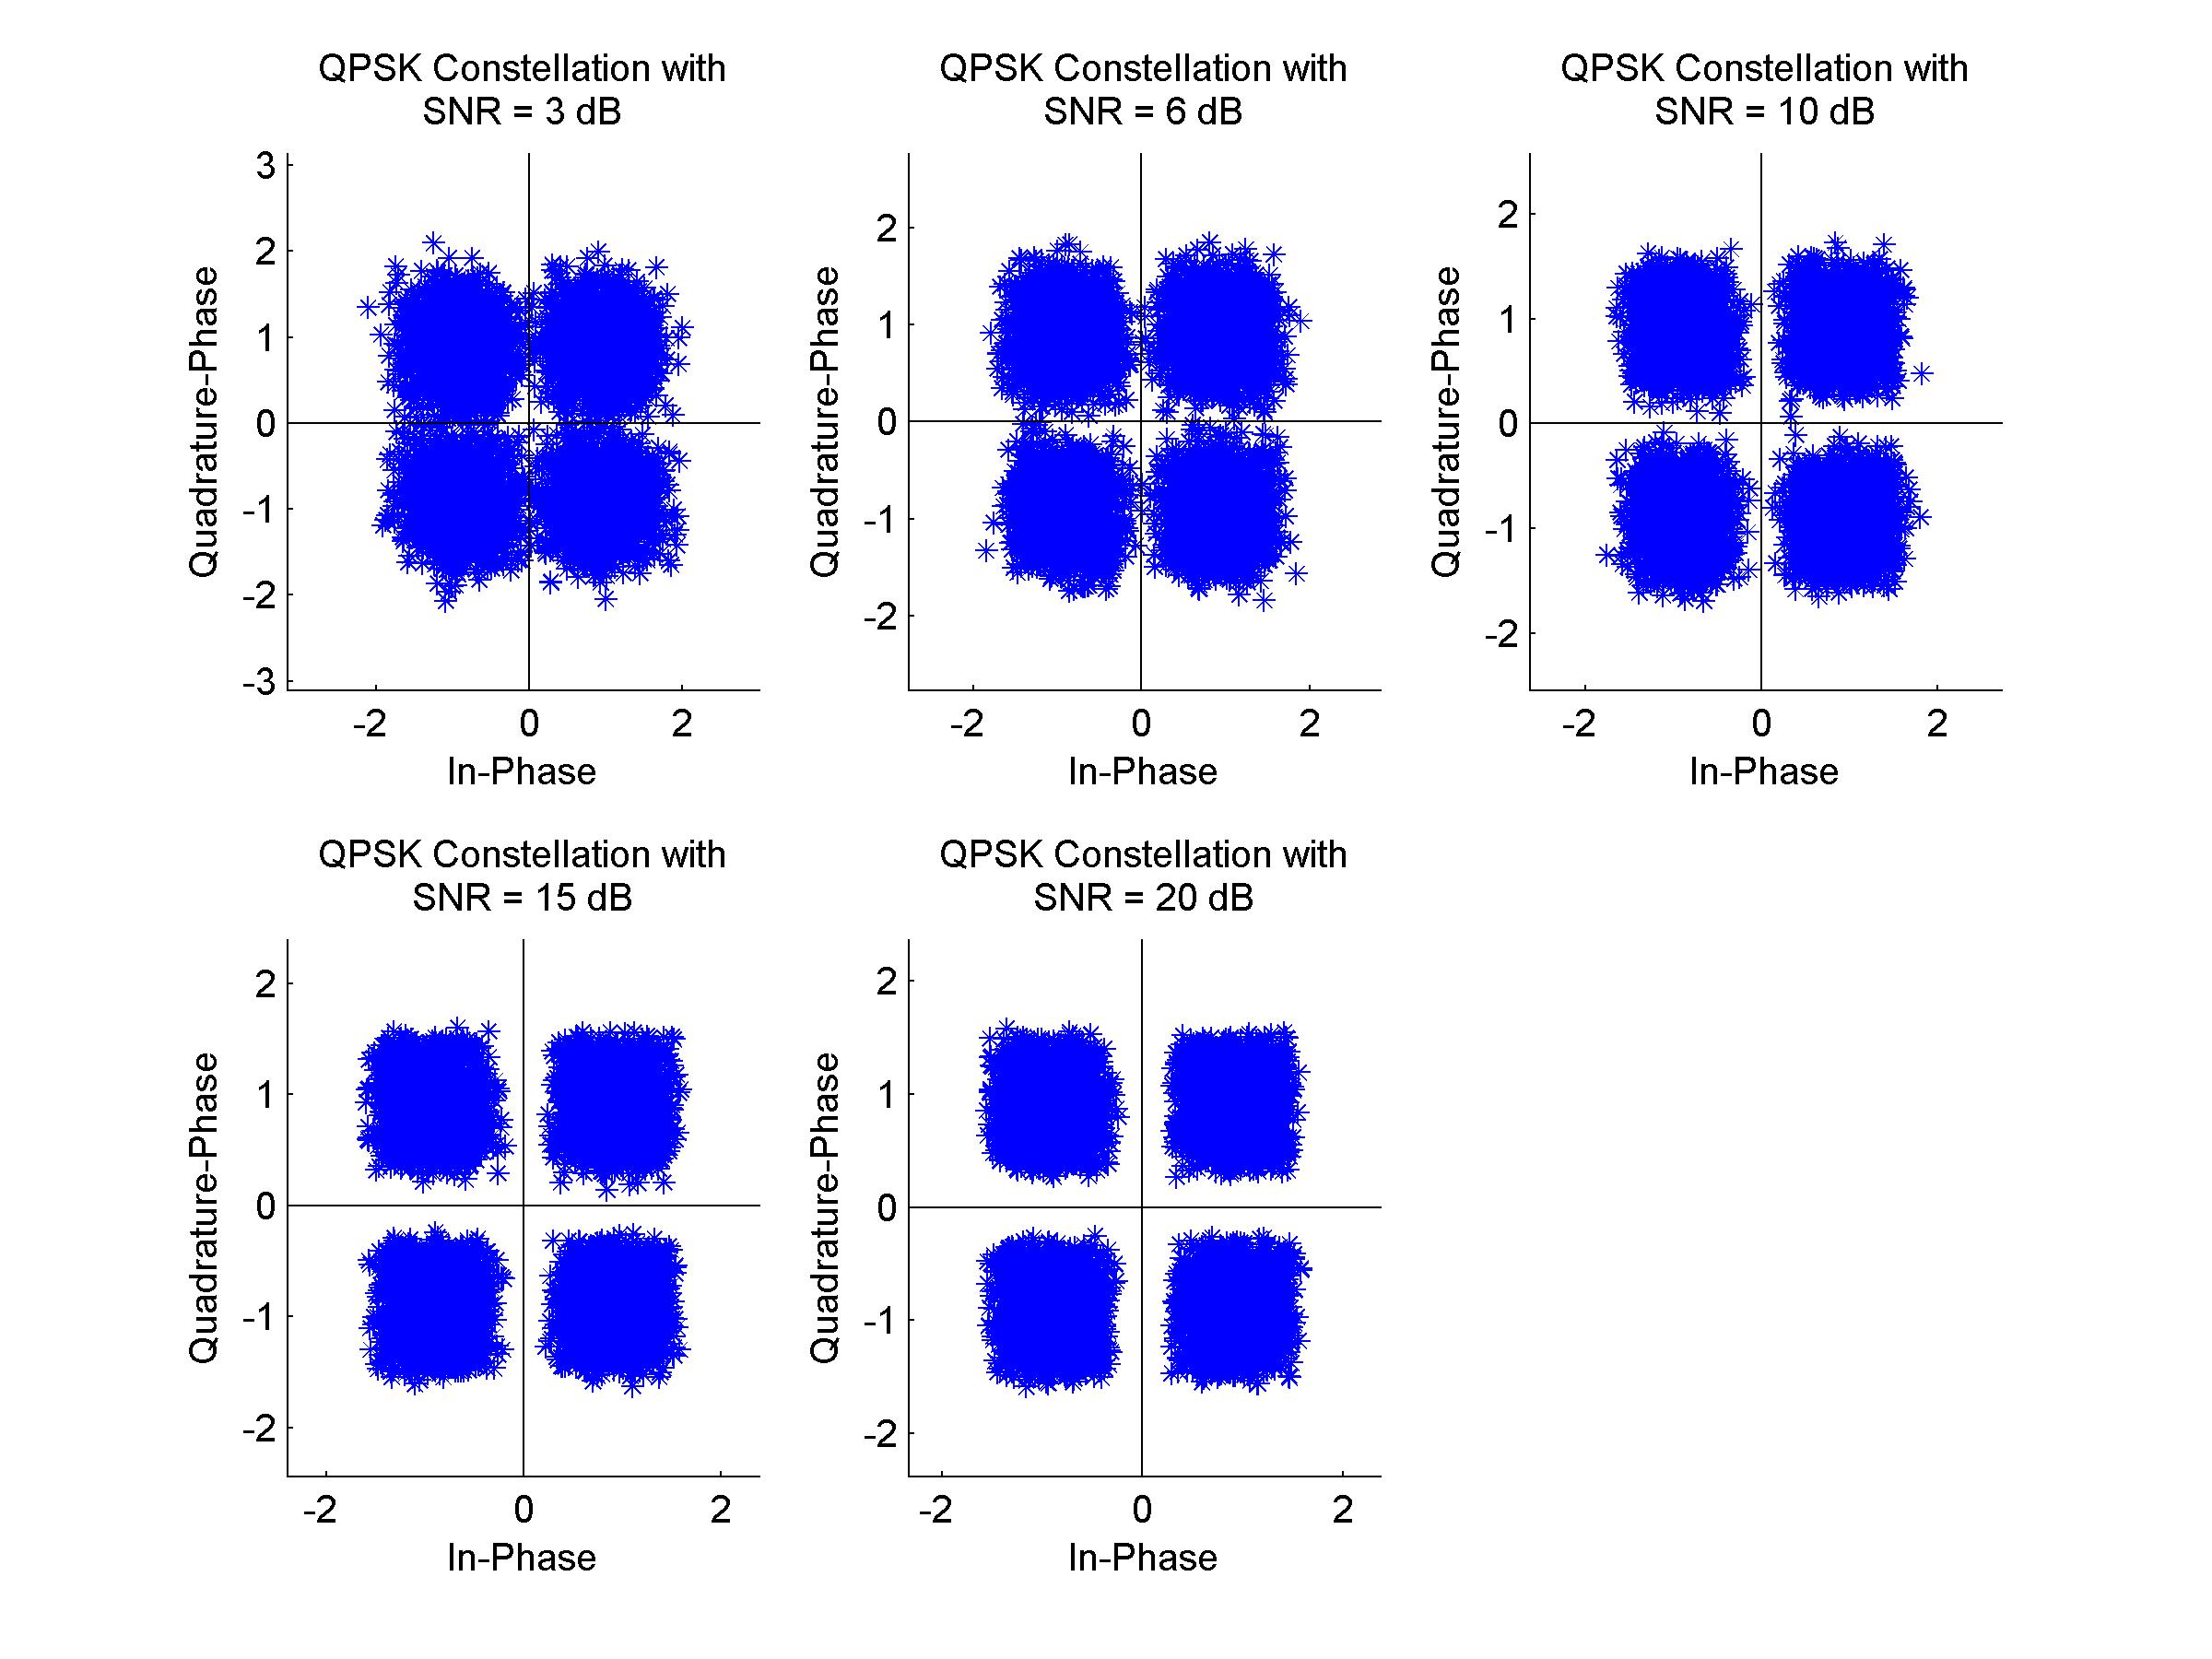 QPSK Constellation with
SNR = 3 dB
3
2
1
0
-1
-2
-3
-2 0 2
Quadrature-Phase
In-Phase
QPSK Constellation with
SNR = 6 dB
2
1
0
-1
-2
-2 0 2
Quadrature-Phase
In-Phase
QPSK Constellation with
SNR = 10 dB
2
1
0
-1
-2
-2 0 2
Quadrature-Phase
In-Phase
QPSK Constellation with
SNR = 15 dB
2
1
0
-1
-2
-2 0 2
Quadrature-Phase
In-Phase
QPSK Constellation with
SNR = 20 dB
2
1
0
-1
-2
-2 0 2
Quadrature-Phase
In-Phase